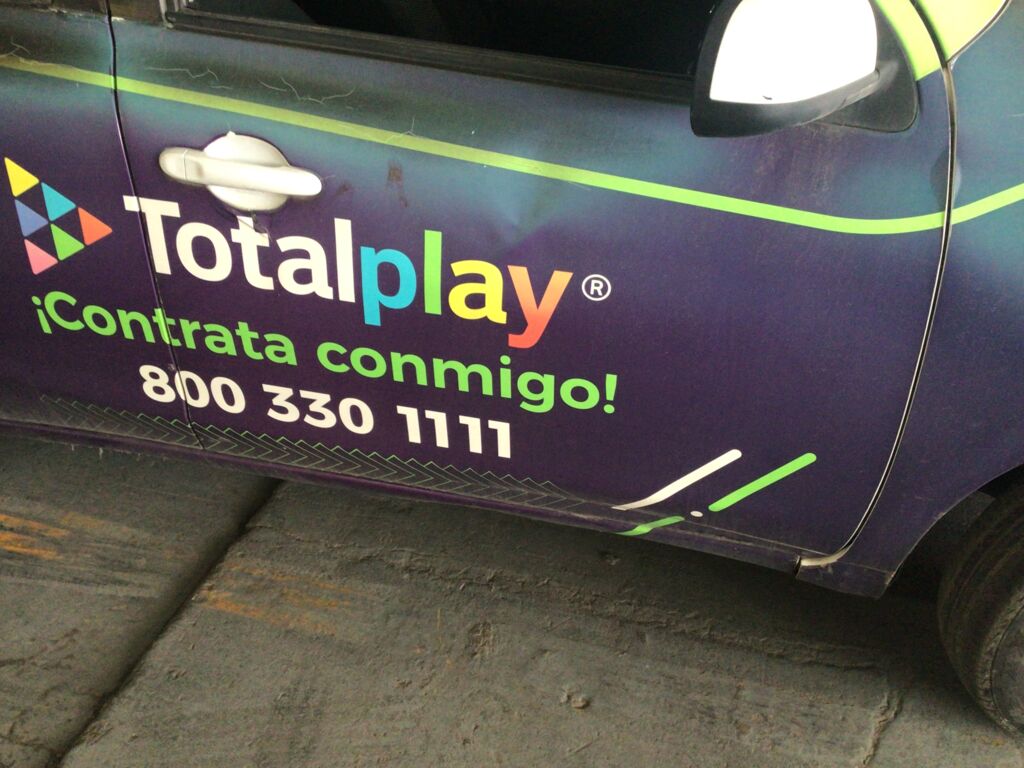 Totalplay®
¡Contrata conmigo!
800 330 1111